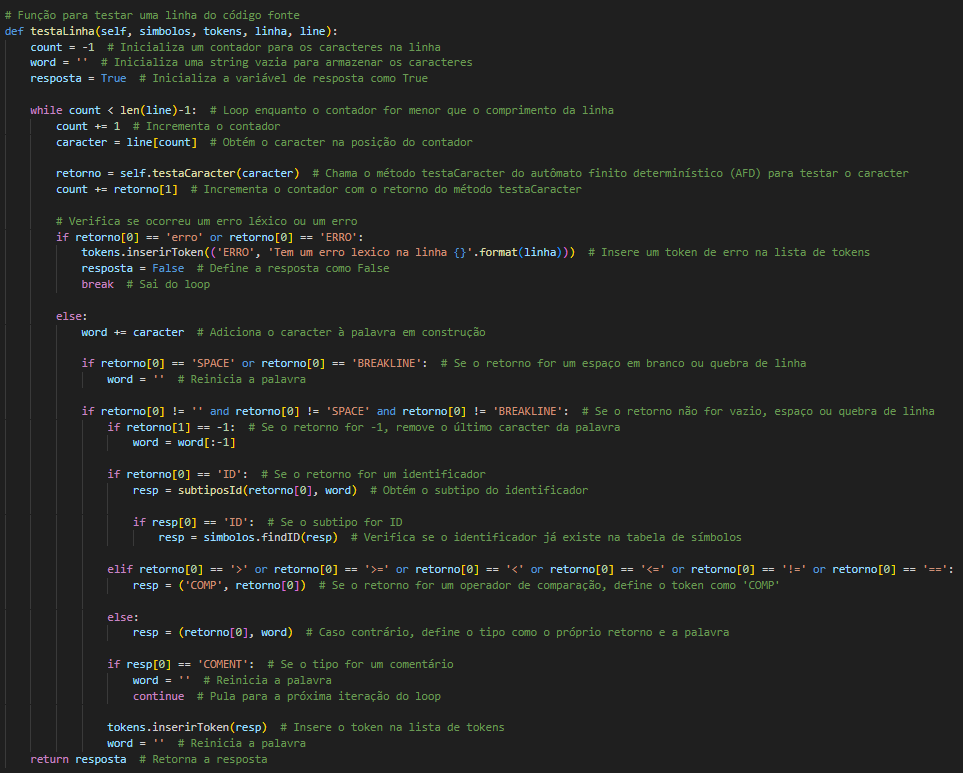 # Função para testar uma linha do código fonte
def testaLinha(self, simbolos, tokens, linha, line):
    count = -1  # Inicializa um contador para os caracteres na linha
    word = ''  # Inicializa uma string vazia para armazenar os caracteres
    resposta = True  # Inicializa a variável de resposta como True

    while count < len(line)-1:  # Loop enquanto o contador for menor que o comprimento da linha
        count += 1  # Incrementa o contador
        caracter = line[count]  # Obtém o caracter na posição do contador

        retorno = self.testaCaracter(caracter)  # Chama o método testaCaracter do autômato finito determinístico (AFD) para testar o caracter
        count += retorno[1]  # Incrementa o contador com o retorno do método testaCaracter

        # Verifica se ocorreu um erro léxico ou um erro
        if retorno[0] == 'erro' or retorno[0] == 'ERRO':
            tokens.inserirToken(('ERRO', 'Tem um erro lexico na linha {}'.format(linha)))  # Insere um token de erro na lista de tokens
            resposta = False  # Define a resposta como False
            break  # Sai do loop

        else:
            word += caracter  # Adiciona o caracter à palavra em construção

            if retorno[0] == 'SPACE' or retorno[0] == 'BREAKLINE':  # Se o retorno for um espaço em branco ou quebra de linha
                word = ''  # Reinicia a palavra

            if retorno[0] != '' and retorno[0] != 'SPACE' and retorno[0] != 'BREAKLINE':  # Se o retorno não for vazio, espaço ou quebra de linha
                if retorno[1] == -1:  # Se o retorno for -1, remove o último caracter da palavra
                    word = word[:-1]

                if retorno[0] == 'ID':  # Se o retorno for um identificador
                    resp = subtiposId(retorno[0], word)  # Obtém o subtipo do identificador

                    if resp[0] == 'ID':  # Se o subtipo for ID
                        resp = simbolos.findID(resp)  # Verifica se o identificador já existe na tabela de símbolos

                elif retorno[0] == '>' or retorno[0] == '>=' or retorno[0] == '<' or retorno[0] == '<=' or retorno[0] == '!=' or retorno[0] == '==':
                    resp = ('COMP', retorno[0])  # Se o retorno for um operador de comparação, define o token como 'COMP'

                else:
                    resp = (retorno[0], word)  # Caso contrário, define o tipo como o próprio retorno e a palavra

                if resp[0] == 'COMENT':  # Se o tipo for um comentário
                    word = ''  # Reinicia a palavra
                    continue  # Pula para a próxima iteração do loop

                tokens.inserirToken(resp)  # Insere o token na lista de tokens
                word = ''  # Reinicia a palavra
    return resposta  # Retorna a resposta